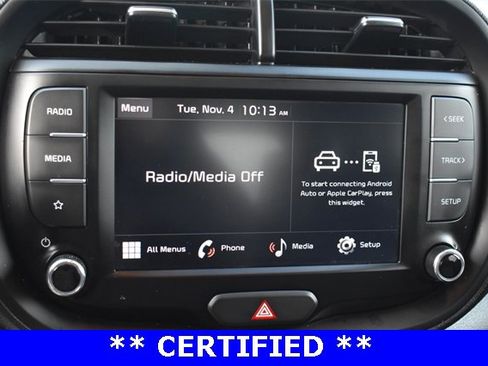 RADIO
MEDIA
Menu
Tue, Nov. 4 10:13 AM
Radio/Media Off
To start connecting Android
Auto or Apple CarPlay, press
this widget.
All Menus
Phone
Media
Setup
< SEEK
TRACK >
SETUP
** CERTIFIED **